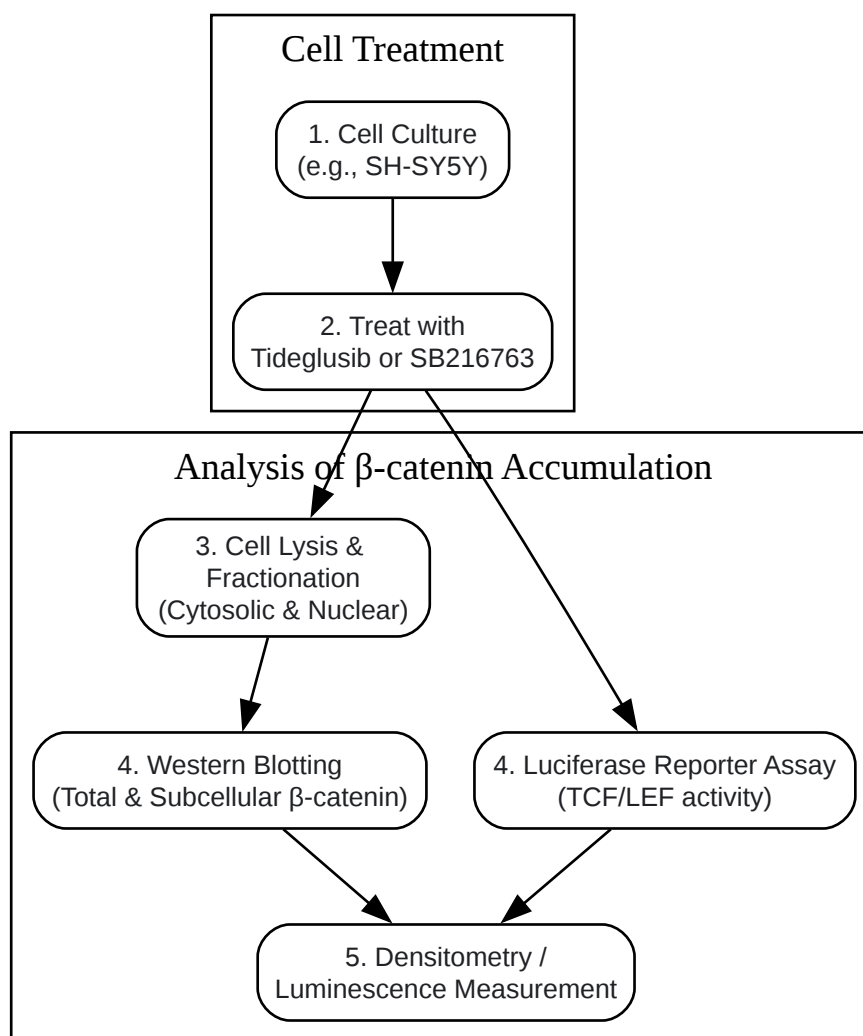 Cell Treatment
1. Cell Culture
(e.g., SH-SY5Y)
2. Treat with
Tideglusib or SB216763
Analysis of β-catenin Accumulation
3. Cell Lysis &
Fractionation
(Cytosolic & Nuclear)
4. Western Blotting
(Total & Subcellular β-catenin)
4. Luciferase Reporter Assay
(TCF/LEF activity)
5. Densitometry /
Luminescence Measurement